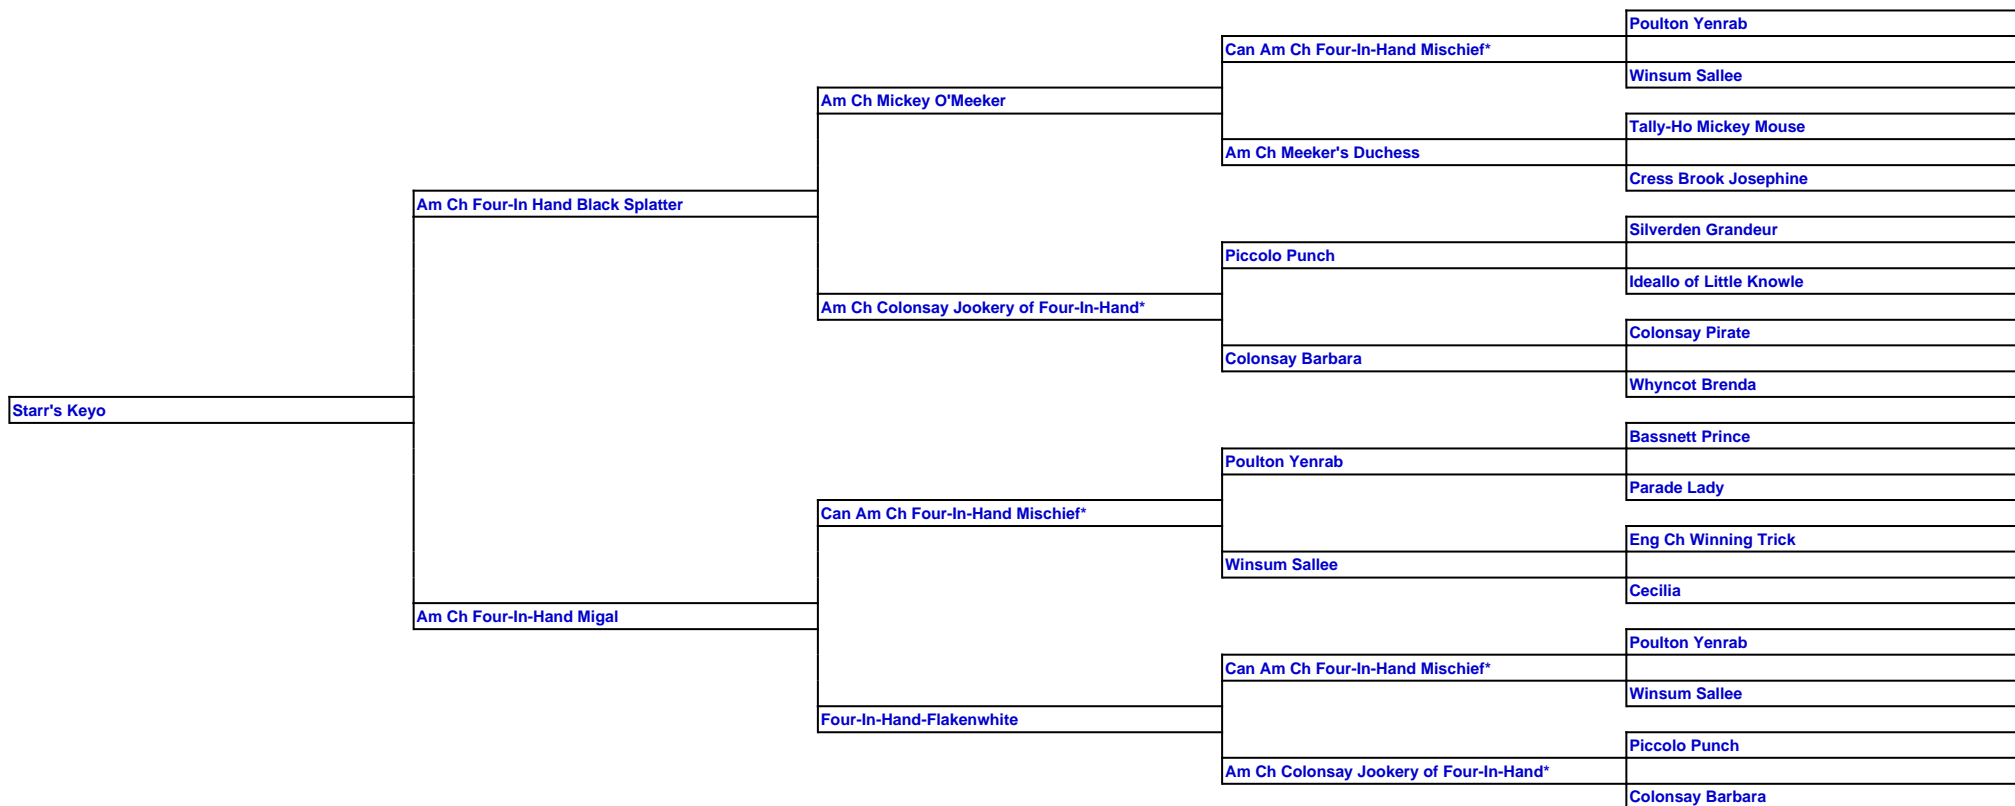 Poulton Yenrab
Can Am Ch Four-In-Hand Mischief*
Winsum Sallee
Am Ch Mickey O'Meeker
Tally-Ho Mickey Mouse
Am Ch Meeker's Duchess
Cress Brook Josephine
Am Ch Four-In Hand Black Splatter
Silverden Grandeur
Piccolo Punch
Ideallo of Little Knowle
Am Ch Colonsay Jookery of Four-In-Hand*
Colonsay Pirate
Colonsay Barbara
Whyncot Brenda
Starr's Keyo
Bassnett Prince
Poulton Yenrab
Parade Lady
Can Am Ch Four-In-Hand Mischief*
Eng Ch Winning Trick
Winsum Sallee
Cecilia
Am Ch Four-In-Hand Migal
Poulton Yenrab
Can Am Ch Four-In-Hand Mischief*
Winsum Sallee
Four-In-Hand-Flakenwhite
Piccolo Punch
Am Ch Colonsay Jookery of Four-In-Hand*
Colonsay Barbara